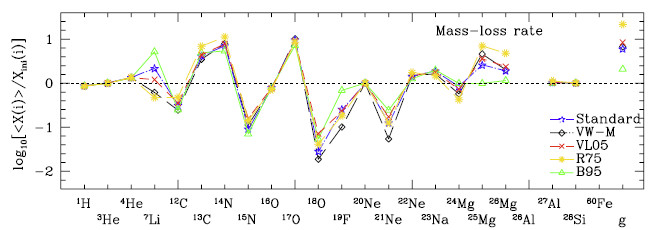 Mass-loss rate
log₁₀[<X(i)>/X_ini(i)]
1
0
-1
-2
Standard
VW-M
VL05
R75
B95
¹H ⁴He ¹²C ¹⁴N ¹⁶O ¹⁸O ²⁰Ne ²²Ne ²⁴Mg ²⁶Mg ²⁷Al ⁶⁰Fe
³He ⁷Li ¹³C ¹⁵N ¹⁷O ¹⁹F ²¹Ne ²³Na ²⁵Mg ²⁶Al ²⁸Si g